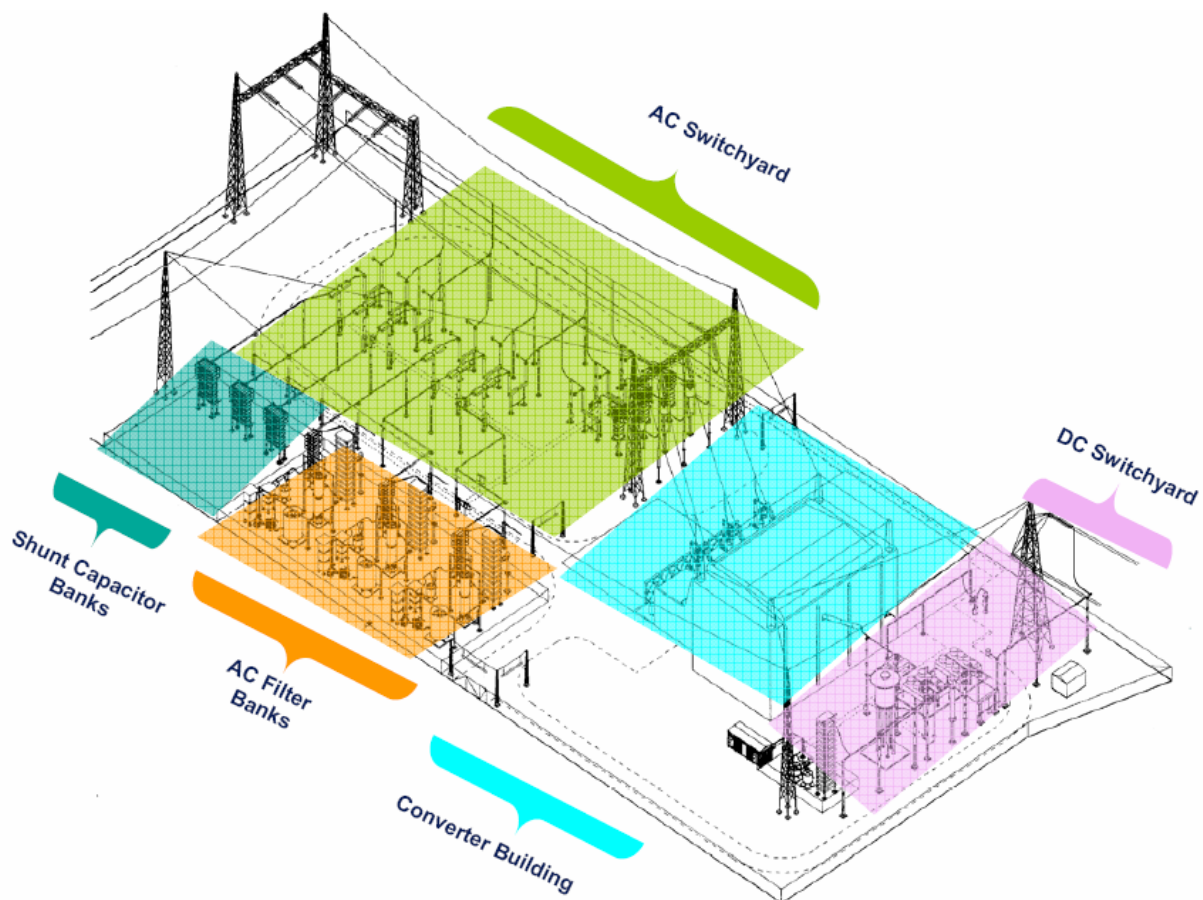 AC Switchyard
DC Switchyard
Shunt Capacitor
Banks
AC Filter
Banks
Converter Building